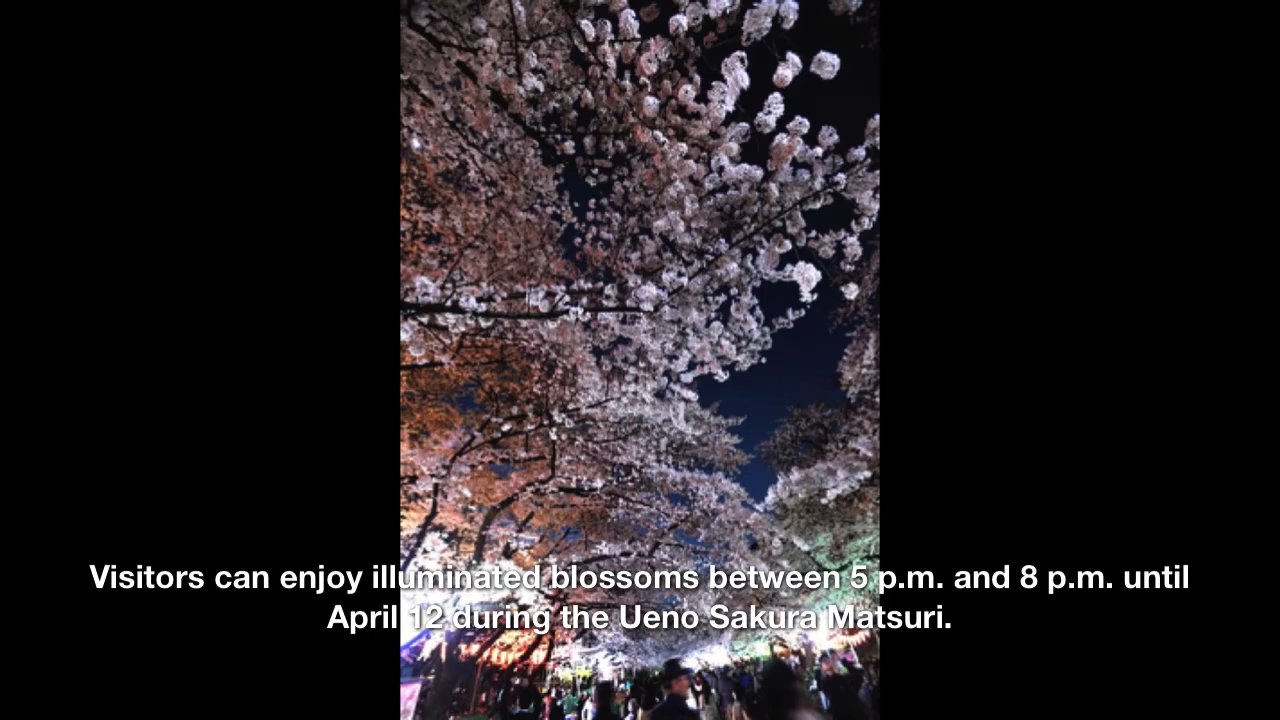 Visitors can enjoy illuminated blossoms between 5 p.m. and 8 p.m. until
April 12 during the Ueno Sakura Matsuri.